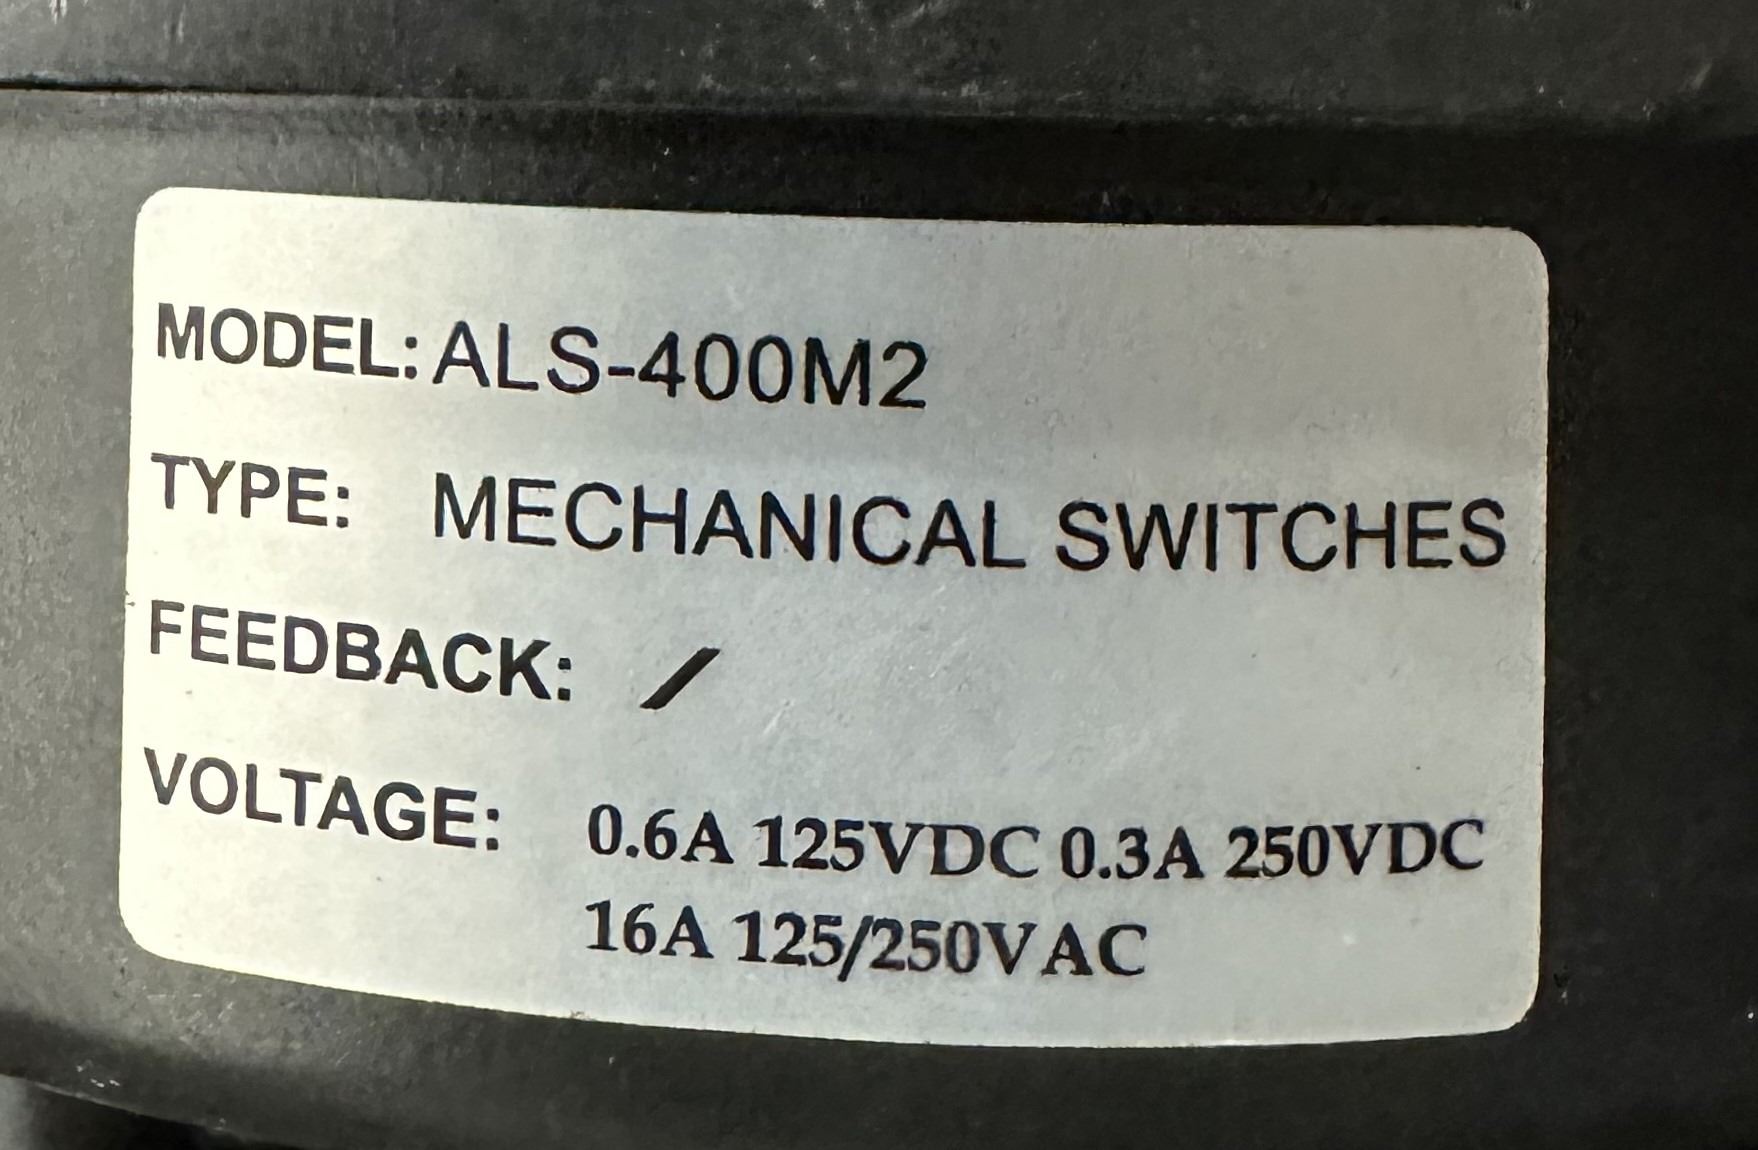 MODEL: ALS-400M2
TYPE: MECHANICAL SWITCHES
FEEDBACK: /
VOLTAGE: 0.6A 125VDC 0.3A 250VDC
16A 125/250VAC